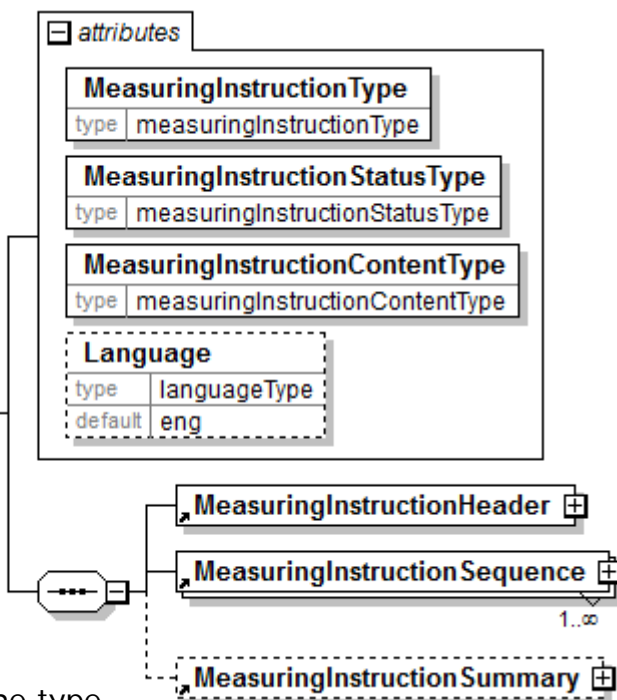 attributes
MeasuringInstructionType
type measuringInstructionType
MeasuringInstructionStatusType
type measuringInstructionStatusType
MeasuringInstructionContentType
type measuringInstructionContentType
Language
type languageType
default eng
MeasuringInstructionHeader
MeasuringInstructionSequence
1..∞
MeasuringInstructionSummary
type